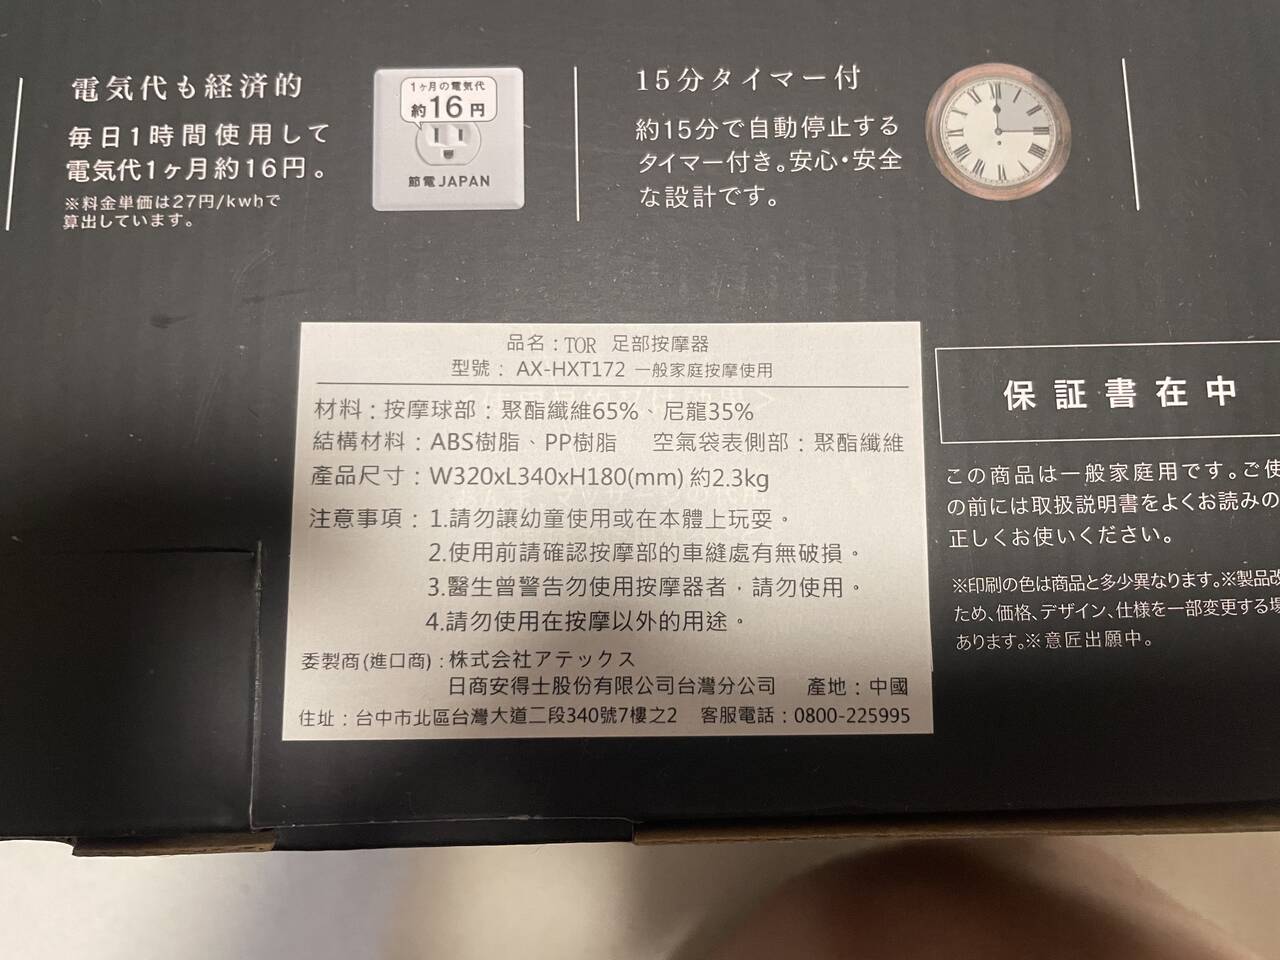 電気代も経済的
毎日1時間使用して
電気代1ヶ月約16円。
※料金単価は27円/kwhで
算出しています。
1ヶ月の電気代
約16円
節電JAPAN
15分タイマー付
約15分で自動停止する
タイマー付き。安心・安全
な設計です。
品名：TOR 足部按摩器
型號： AX-HXT172 一般家庭按摩使用
材料：按摩球部：聚酯纖維65%、尼龍35%
結構材料：ABS樹脂、PP樹脂 空氣袋表側部：聚酯纖維
產品尺寸：W320xL340xH180(mm) 約2.3kg
注意事項：1.請勿讓幼童使用或在本體上玩耍。
2.使用前請確認按摩部的車縫處有無破損。
3.醫生曾警告勿使用按摩器者，請勿使用。
4.請勿使用在按摩以外的用途。
委製商(進口商)：株式会社アテックス
日商安得士股份有限公司台灣分公司 產地：中國
住址：台中市北區台灣大道二段340號7樓之2 客服電話：0800-225995
保証書在中
この商品は一般家庭用です。ご使
の前には取扱説明書をよくお読みの
正しくお使いください。
※印刷の色は商品と多少異なります。※製品改
ため、価格、デザイン、仕様を一部変更する場
あります。※意匠出願中。